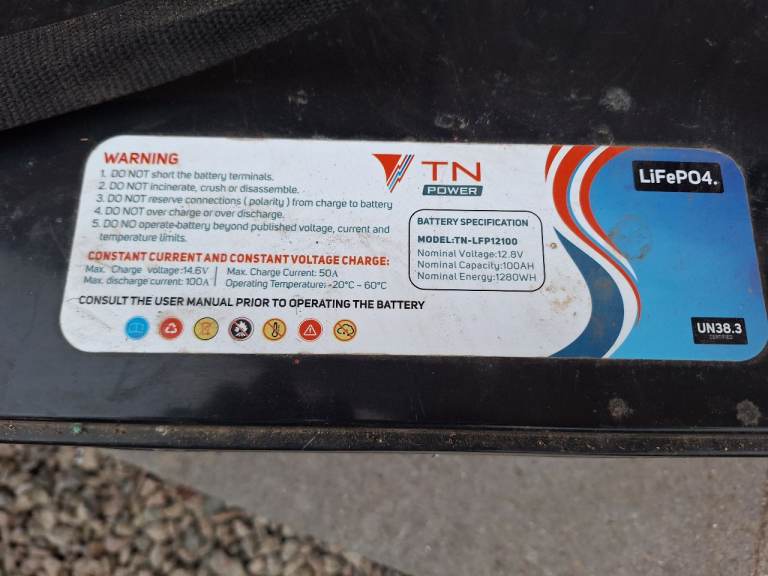 WARNING
1. DO NOT short the battery terminals.
2. DO NOT incinerate, crush or disassemble.
3. DO NOT reserve connections ( polarity ) from charge to battery
4. DO NOT over charge or over discharge.
5. DO NO operate battery beyond published voltage, current and
temperature limits.
CONSTANT CURRENT AND CONSTANT VOLTAGE CHARGE:
Max. Charge voltage:14.6V
Max. discharge current: 100A
Max. Charge Current: 50A
Operating Temperature: -20°C – 60°C
CONSULT THE USER MANUAL PRIOR TO OPERATING THE BATTERY
TN
POWER
BATTERY SPECIFICATION
MODEL:TN-LFP12100
Nominal Voltage:12.8V
Nominal Capacity:100AH
Nominal Energy:1280WH
LiFePO4.
UN38.3
CERTIFIED